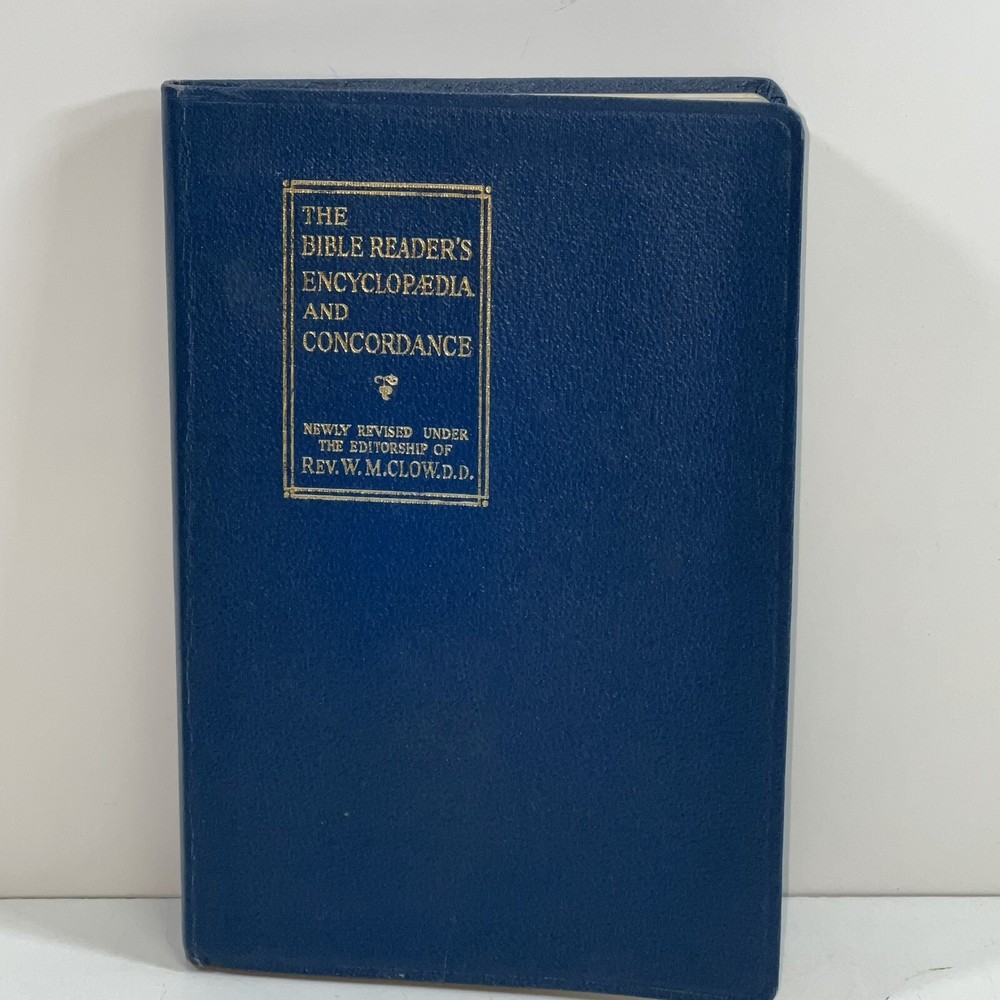 THE
BIBLE READER'S
ENCYCLOPÆDIA
AND
CONCORDANCE
NEWLY REVISED UNDER
THE EDITORSHIP OF
REV. W. M. CLOW. D.D.